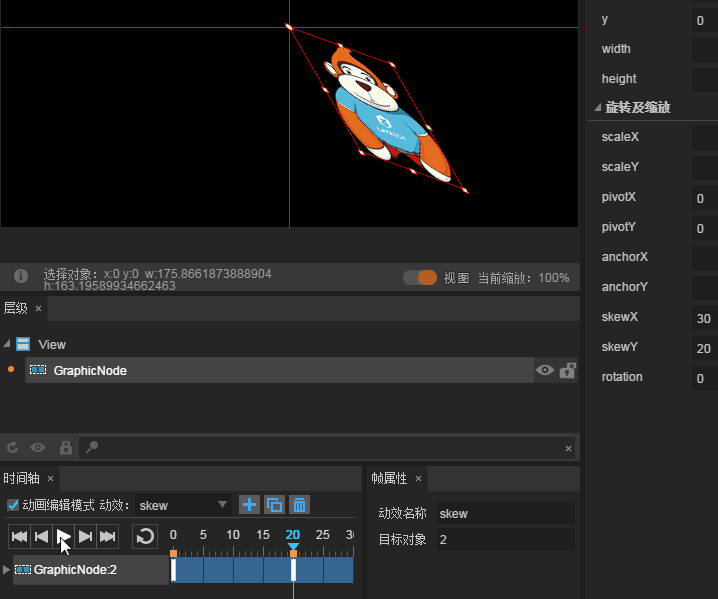 y 0
width
height
旋转及缩放
scaleX
scaleY
pivotX 0
pivotY 0
anchorX
anchorY
skewX 30
skewY 20
rotation 0
选择对象: x:0 y:0 w:175.8661873888904
h:163.19589934662463
视图 当前缩放: 100%
层级 ×
View
GraphicNode
×
时间轴 ×
动画编辑模式 动效: skew
0 5 10 15 20 25
GraphicNode:2
帧属性 ×
动效名称 skew
目标对象 2